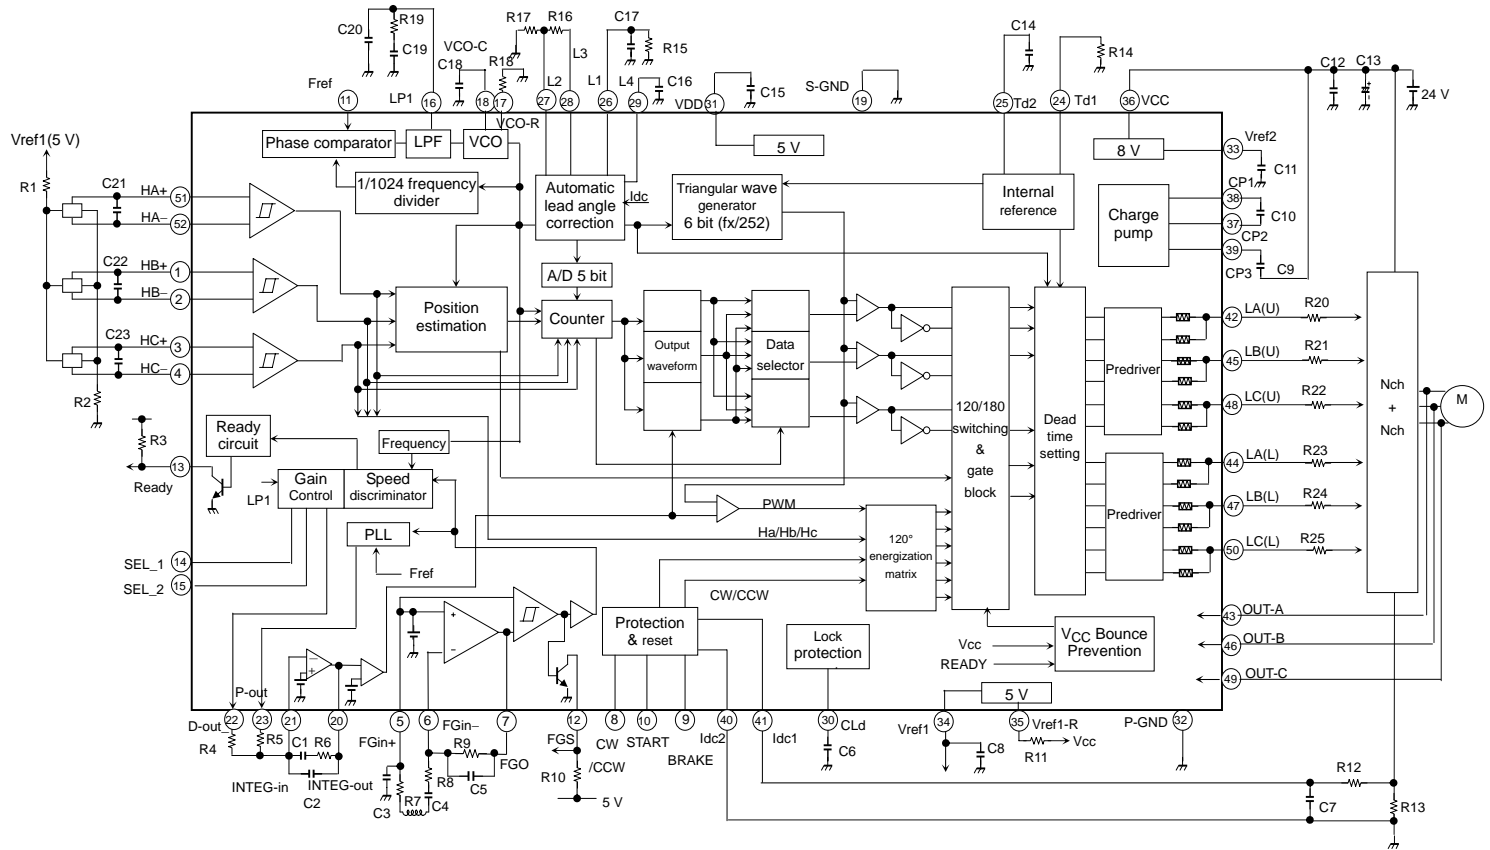 C20
R19
C19
VCO-C
C18
R18
R17
R16
L3
L2
C17
R15
L1
L4
C16
C15
C14
R14
S-GND
C12
C13
24 V
Fref
11
LP1
16
18
17
VCO-R
27
28
26
29
VDD
31
19
25
Td2
24
Td1
36
VCC
Vref1(5 V)
R1
Phase comparator
LPF
VCO
5 V
8 V
33
Vref2
C11
C21
HA+
51
HA−
52
1/1024 frequency
divider
Automatic
lead angle
correction
Idc
Triangular wave
generator
6 bit (fx/252)
Internal
reference
Charge
pump
CP1
38
37
C10
CP2
39
CP3
C9
C22
HB+
1
HB−
2
A/D 5 bit
Position
estimation
Counter
Output
waveform
Data
selector
C23
HC+
3
HC−
4
R2
120/180
switching
&
gate
block
Dead
time
setting
Predriver
Predriver
42
LA(U)
R20
45
LB(U)
R21
48
LC(U)
R22
44
LA(L)
R23
47
LB(L)
R24
50
LC(L)
R25
Nch
+
Nch
M
R3
13
Ready
Ready
circuit
Frequency
LP1
Gain
Control
Speed
discriminator
PLL
Fref
PWM
Ha/Hb/Hc
120°
energization
matrix
CW/CCW
SEL_1
14
SEL_2
15
+
−
Protection
& reset
Lock
protection
Vcc
READY
VCC Bounce
Prevention
43
OUT-A
46
OUT-B
49
OUT-C
−
+
P-out
5 V
D-out
22
23
21
20
5
6
FGin−
7
12
8
10
9
40
41
30
CLd
34
35
Vref1-R
P-GND
32
R4
R5
C1
R6
INTEG-in
INTEG-out
C2
FGin+
R9
FGO
R8
C5
C3
R7
C4
FGS
R10
5 V
CW
/CCW
START
BRAKE
Idc2
Idc1
C6
Vref1
C8
R11
Vcc
R12
C7
R13